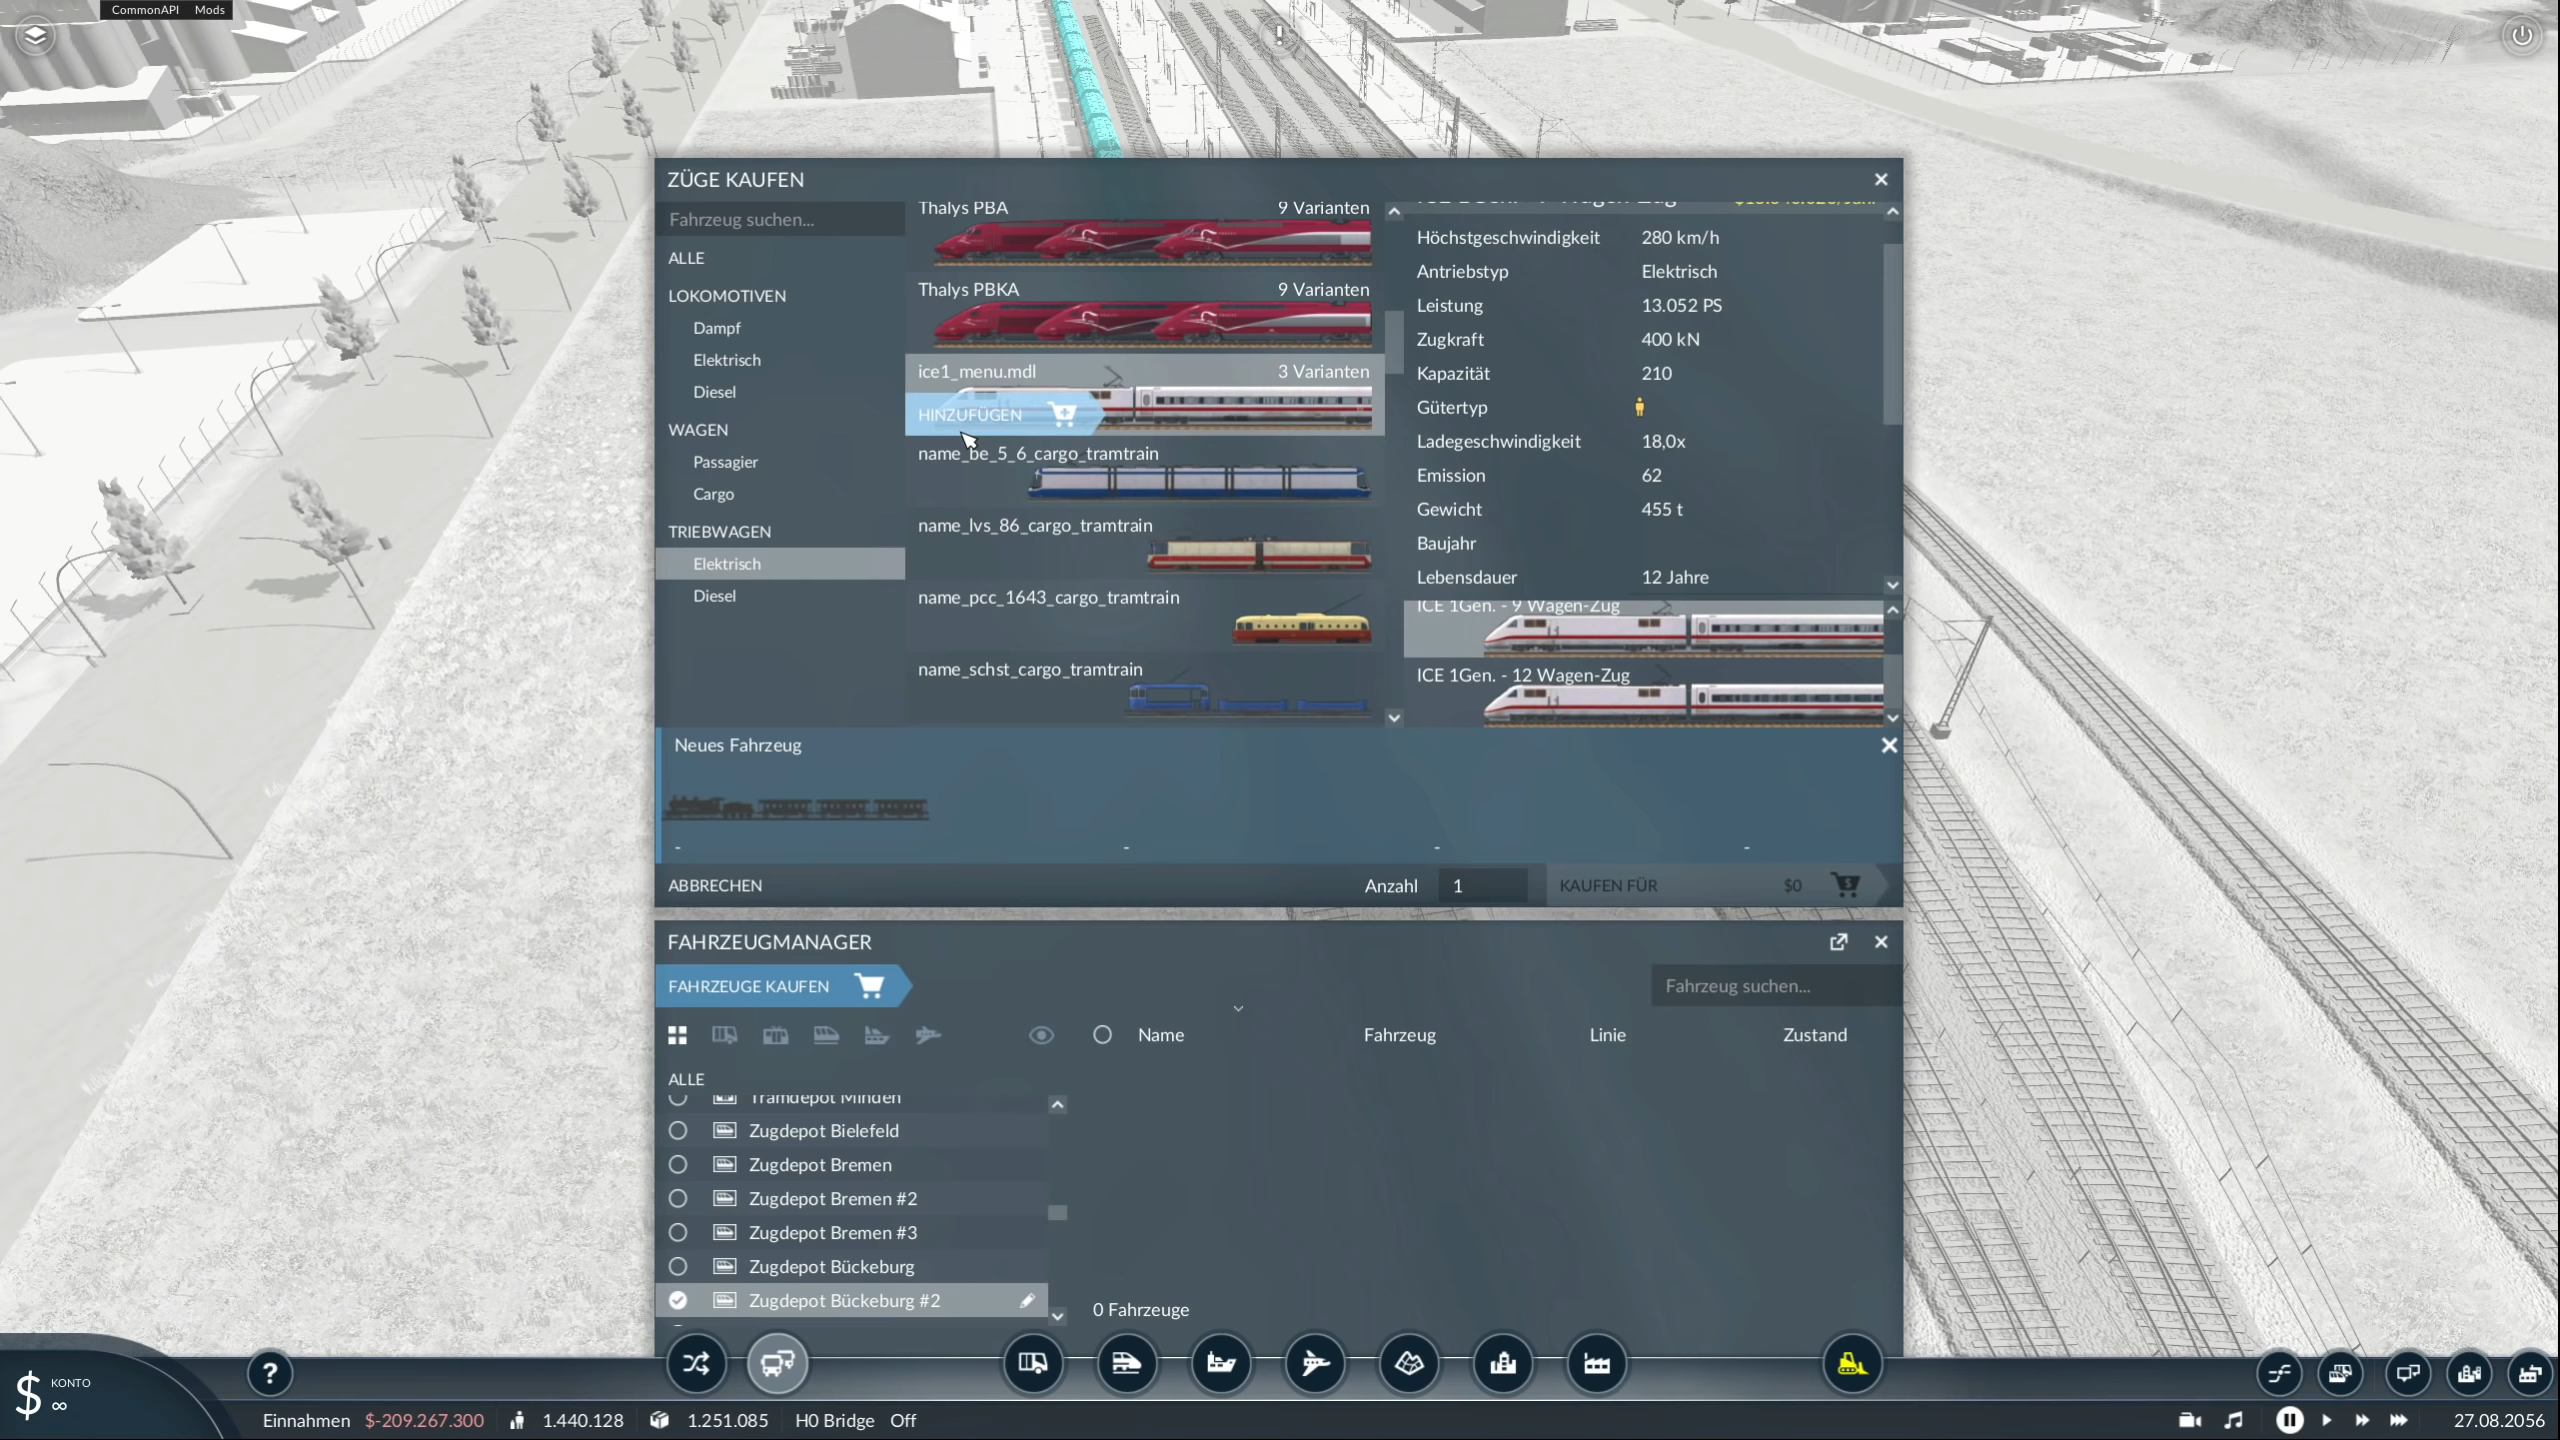 CommonAPI Mods
ZÜGE KAUFEN
Fahrzeug suchen...
ALLE
LOKOMOTIVEN
Dampf
Elektrisch
Diesel
WAGEN
Passagier
Cargo
TRIEBWAGEN
Elektrisch
Diesel
Thalys PBA 9 Varianten
Thalys PBKA 9 Varianten
ice1_menu.mdl 3 Varianten
HINZUFÜGEN
name_be_5_6_cargo_tramtrain
name_lvs_86_cargo_tramtrain
name_pcc_1643_cargo_tramtrain
name_schst_cargo_tramtrain
Höchstgeschwindigkeit 280 km/h
Antriebstyp Elektrisch
Leistung 13.052 PS
Zugkraft 400 kN
Kapazität 210
Gütertyp
Ladegeschwindigkeit 18,0x
Emission 62
Gewicht 455 t
Baujahr
Lebensdauer 12 Jahre
ICE 1Gen. - 9 Wagen-Zug
ICE 1Gen. - 12 Wagen-Zug
Neues Fahrzeug
- - - -
ABBRECHEN
Anzahl 1
KAUFEN FÜR $0
FAHRZEUGMANAGER
FAHRZEUGE KAUFEN
Fahrzeug suchen...
Name Fahrzeug Linie Zustand
ALLE
Tramdepot Minden
Zugdepot Bielefeld
Zugdepot Bremen
Zugdepot Bremen #2
Zugdepot Bremen #3
Zugdepot Bückeburg
Zugdepot Bückeburg #2
0 Fahrzeuge
$ KONTO
∞
?
Einnahmen $-209.267.300 1.440.128 1.251.085 H0 Bridge Off
27.08.2056